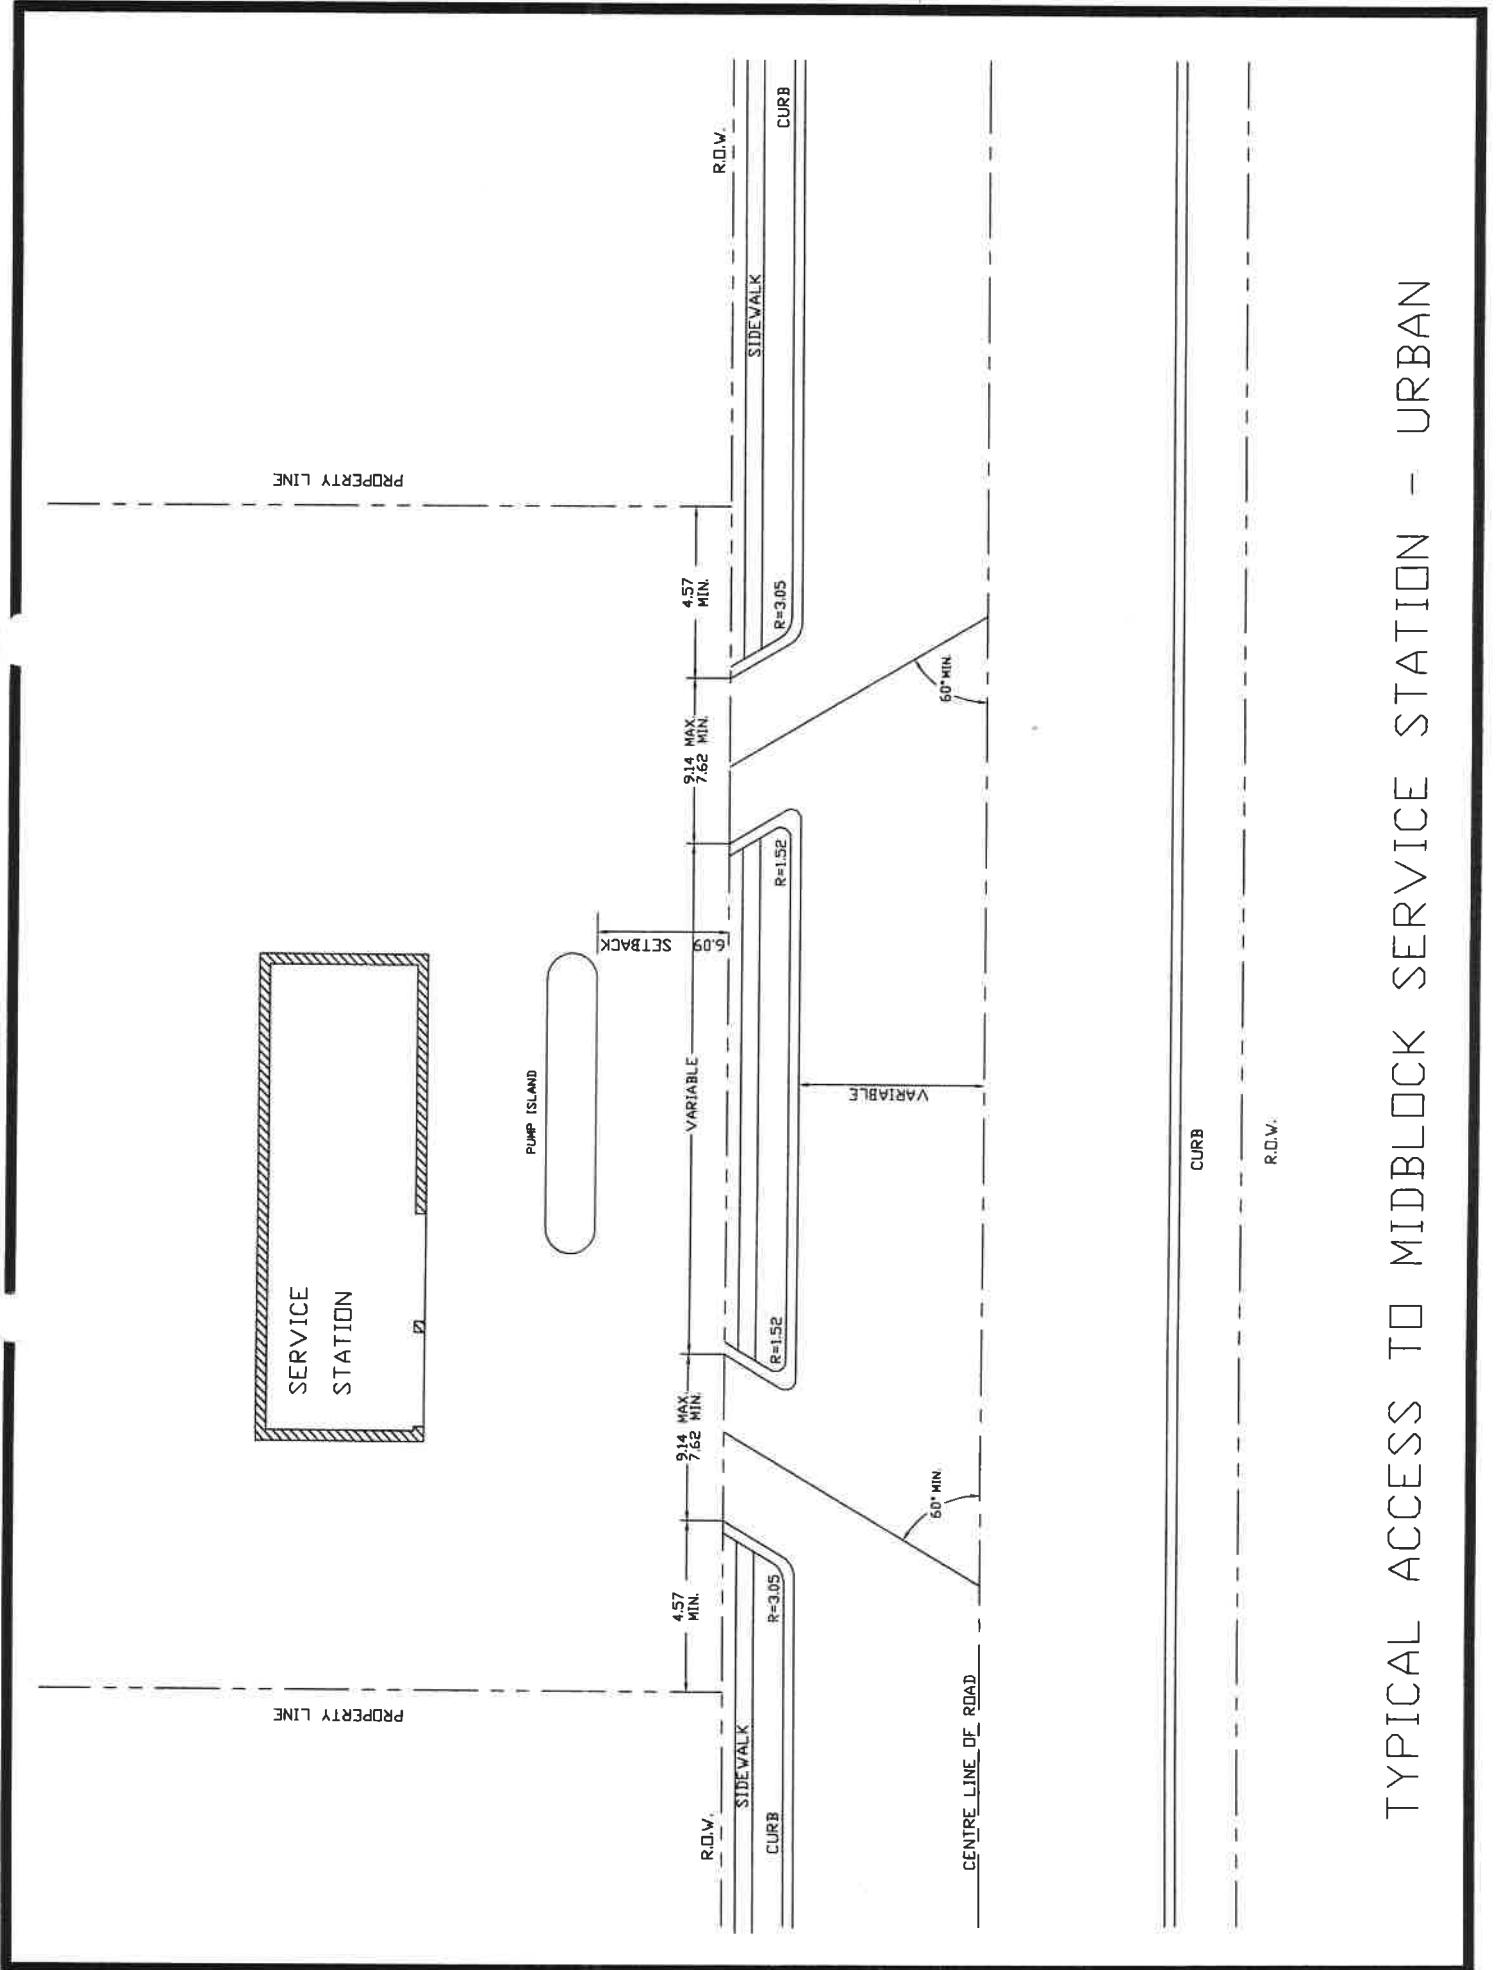 PROPERTY LINE
PROPERTY LINE
SERVICE
STATION
PUMP ISLAND
SETBACK 6.09
4.57
MIN.
9.14 MAX.
7.62 MIN.
VARIABLE
9.14 MAX.
7.62 MIN.
4.57
MIN.
R.O.W.
R.O.W.
SIDEWALK
SIDEWALK
CURB
R=3.05
R=1.52
R=1.52
R=3.05
CURB
VARIABLE
60° MIN.
60° MIN.
CENTRE LINE OF ROAD
CURB
R.O.W.
TYPICAL ACCESS TO MIDBLOCK SERVICE STATION - URBAN